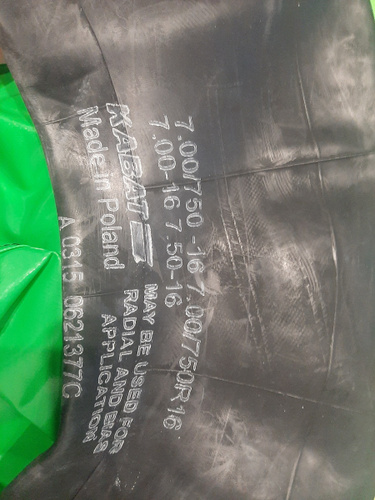 7.00/750 -16 7.00/750R16
7.00-16 7.50-16
KABAT
Made in Poland
MAY BE USED FOR
RADIAL AND BIAS
APPLICATION
A 0315 0621377C